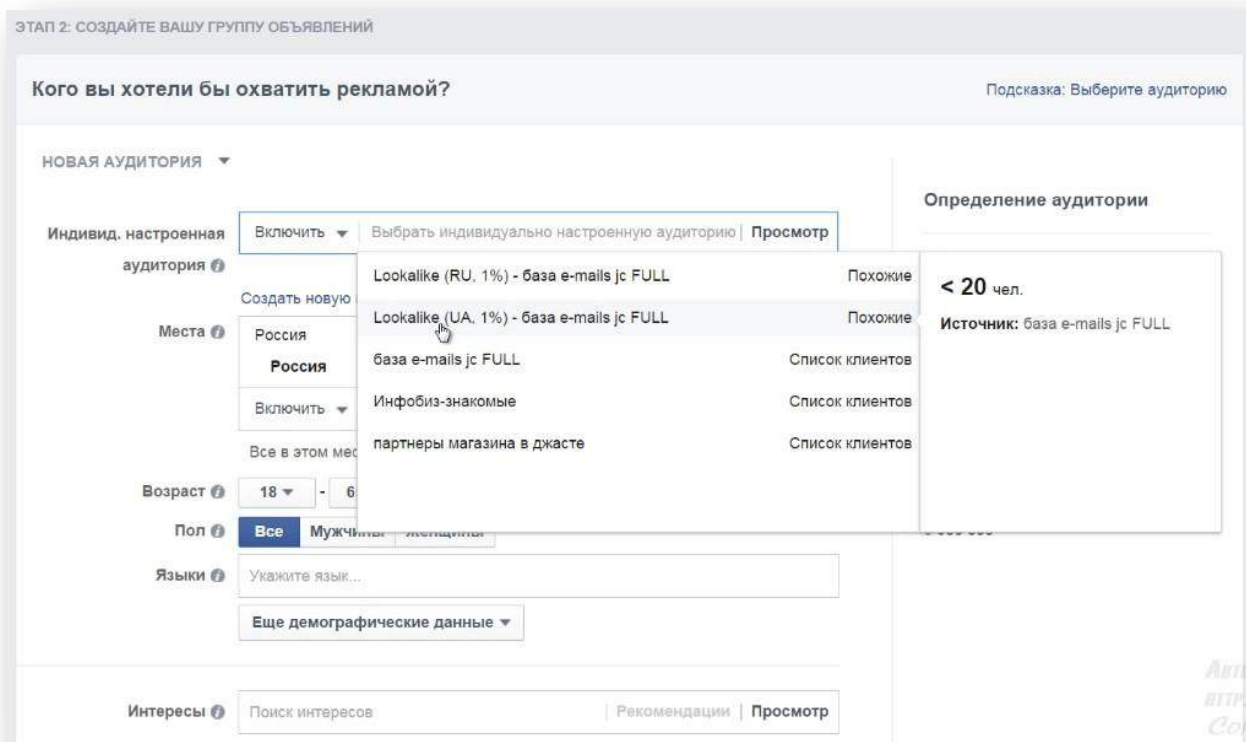 ЭТАП 2: СОЗДАЙТЕ ВАШУ ГРУППУ ОБЪЯВЛЕНИЙ
Кого вы хотели бы охватить рекламой?
Подсказка: Выберите аудиторию
НОВАЯ АУДИТОРИЯ
Определение аудитории
Индивид. настроенная аудитория
Включить
Выбрать индивидуально настроенную аудиторию | Просмотр
Lookalike (RU, 1%) - база e-mails jc FULL Похожие
Lookalike (UA, 1%) - база e-mails jc FULL Похожие
база e-mails jc FULL Список клиентов
Инфобиз-знакомые Список клиентов
партнеры магазина в джасте Список клиентов
< 20 чел.
Источник: база e-mails jc FULL
Создать новую
Места
Россия
Россия
Включить
Все в этом
Возраст
18 - 6
Пол
Все Мужчины Женщины
Языки
Укажите язык...
Еще демографические данные
Интересы
Поиск интересов
Рекомендации | Просмотр